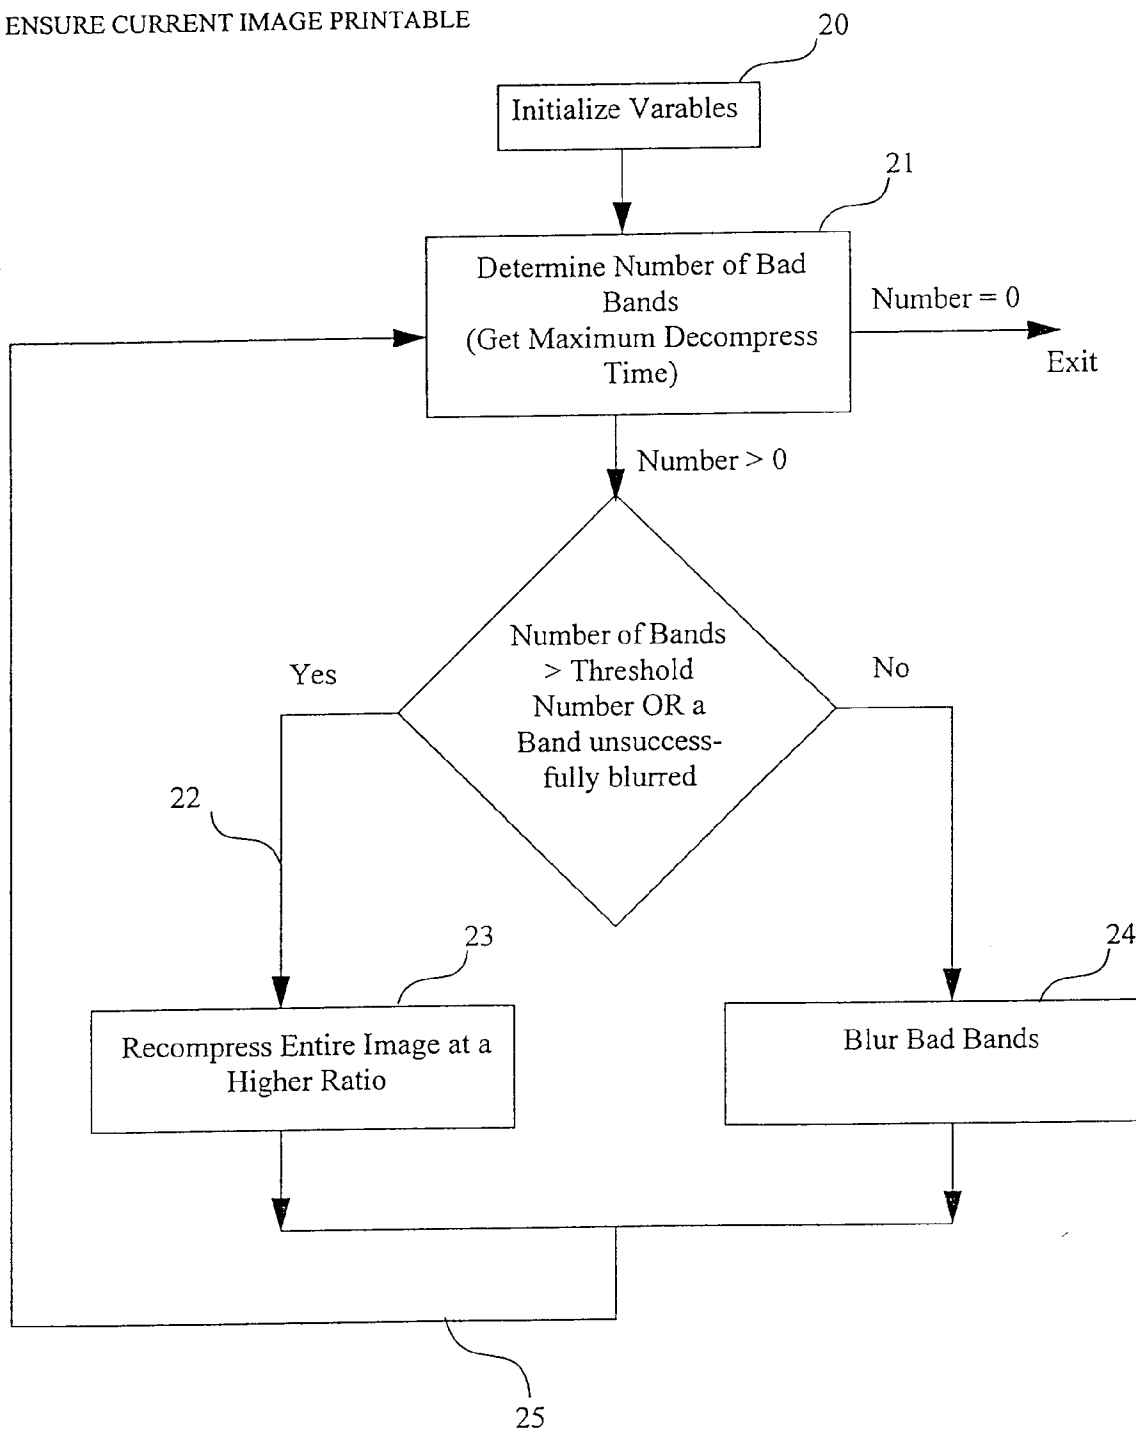 ENSURE CURRENT IMAGE PRINTABLE
20
Initialize Varables
21
Determine Number of Bad
Bands
(Get Maximum Decompress
Time)
Number = 0
Exit
Number > 0
Number of Bands
> Threshold
Number OR a
Band unsuccess-
fully blurred
Yes
No
22
23
24
Recompress Entire Image at a
Higher Ratio
Blur Bad Bands
25